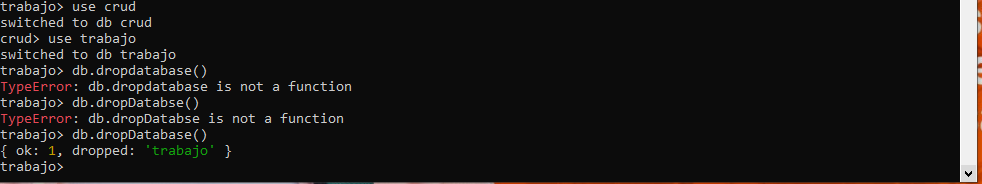 trabajo> use crud
switched to db crud
crud> use trabajo
switched to db trabajo
trabajo> db.dropdatabase()
TypeError: db.dropdatabase is not a function
trabajo> db.dropDatabse()
TypeError: db.dropDatabse is not a function
trabajo> db.dropDatabase()
{ ok: 1, dropped: 'trabajo' }
trabajo>